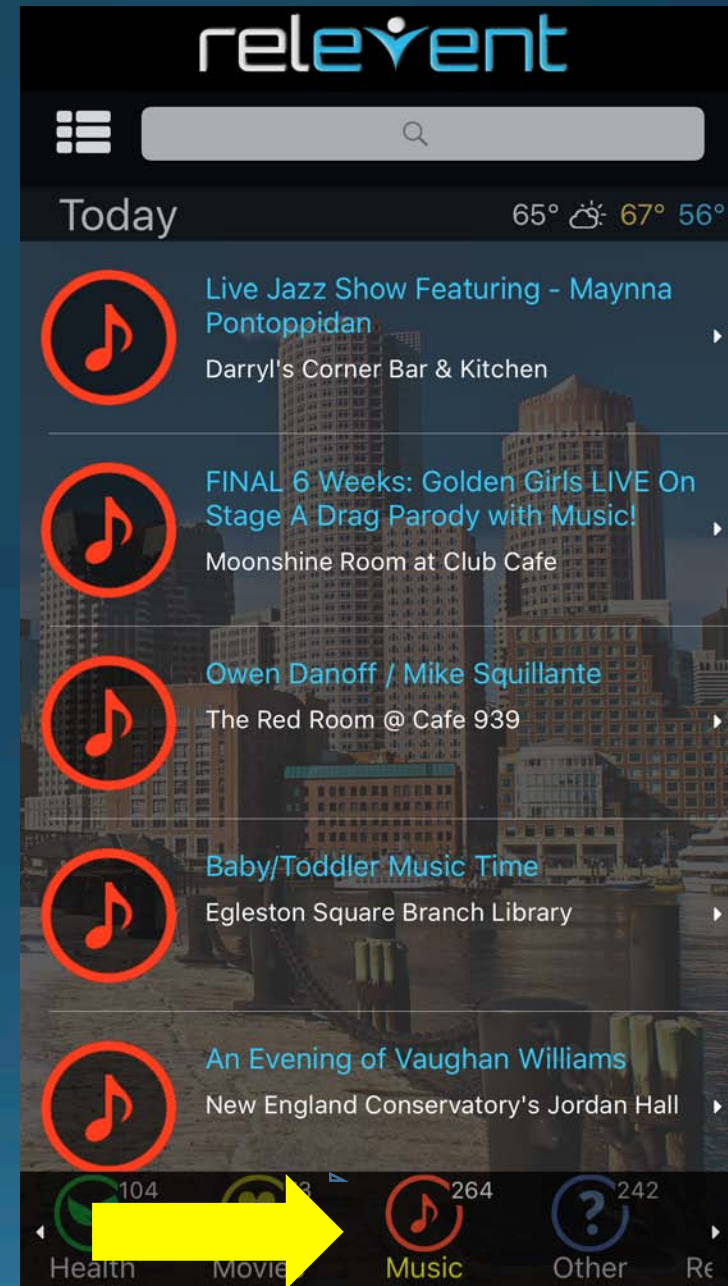 relevent
Today 65° 67° 56°
Live Jazz Show Featuring - Maynna
Pontoppidan
Darryl's Corner Bar & Kitchen
FINAL 6 Weeks: Golden Girls LIVE On
Stage A Drag Parody with Music!
Moonshine Room at Club Cafe
Owen Danoff / Mike Squillante
The Red Room @ Cafe 939
Baby/Toddler Music Time
Egleston Square Branch Library
An Evening of Vaughan Williams
New England Conservatory's Jordan Hall
104 3 264 242
Health Movie Music Other Re